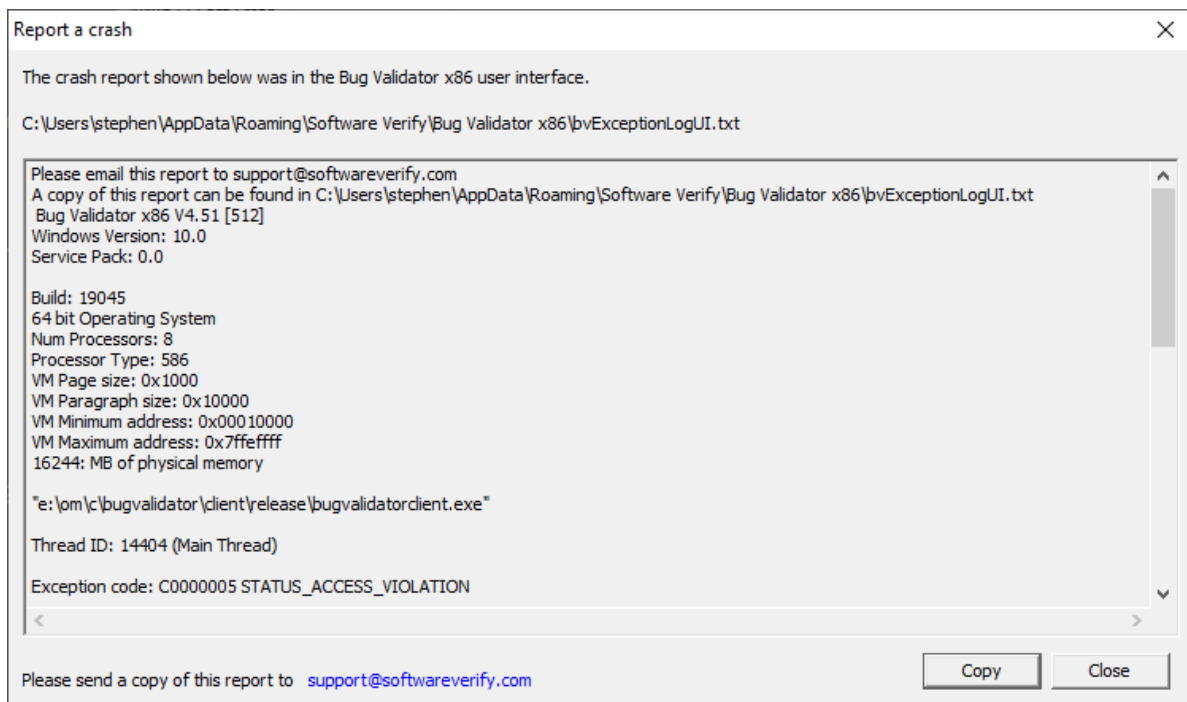 Report a crash
The crash report shown below was in the Bug Validator x86 user interface.
C:\Users\stephen\AppData\Roaming\Software Verify\Bug Validator x86\bvExceptionLogUI.txt
Please email this report to support@softwareverify.com
A copy of this report can be found in C:\Users\stephen\AppData\Roaming\Software Verify\Bug Validator x86\bvExceptionLogUI.txt
Bug Validator x86 V4.51 [512]
Windows Version: 10.0
Service Pack: 0.0
Build: 19045
64 bit Operating System
Num Processors: 8
Processor Type: 586
VM Page size: 0x1000
VM Paragraph size: 0x10000
VM Minimum address: 0x00010000
VM Maximum address: 0x7ffeffff
16244: MB of physical memory
"e:\om\c\bugvalidator\client\release\bugvalidatorclient.exe"
Thread ID: 14404 (Main Thread)
Exception code: C0000005 STATUS_ACCESS_VIOLATION
Please send a copy of this report to support@softwareverify.com
Copy
Close